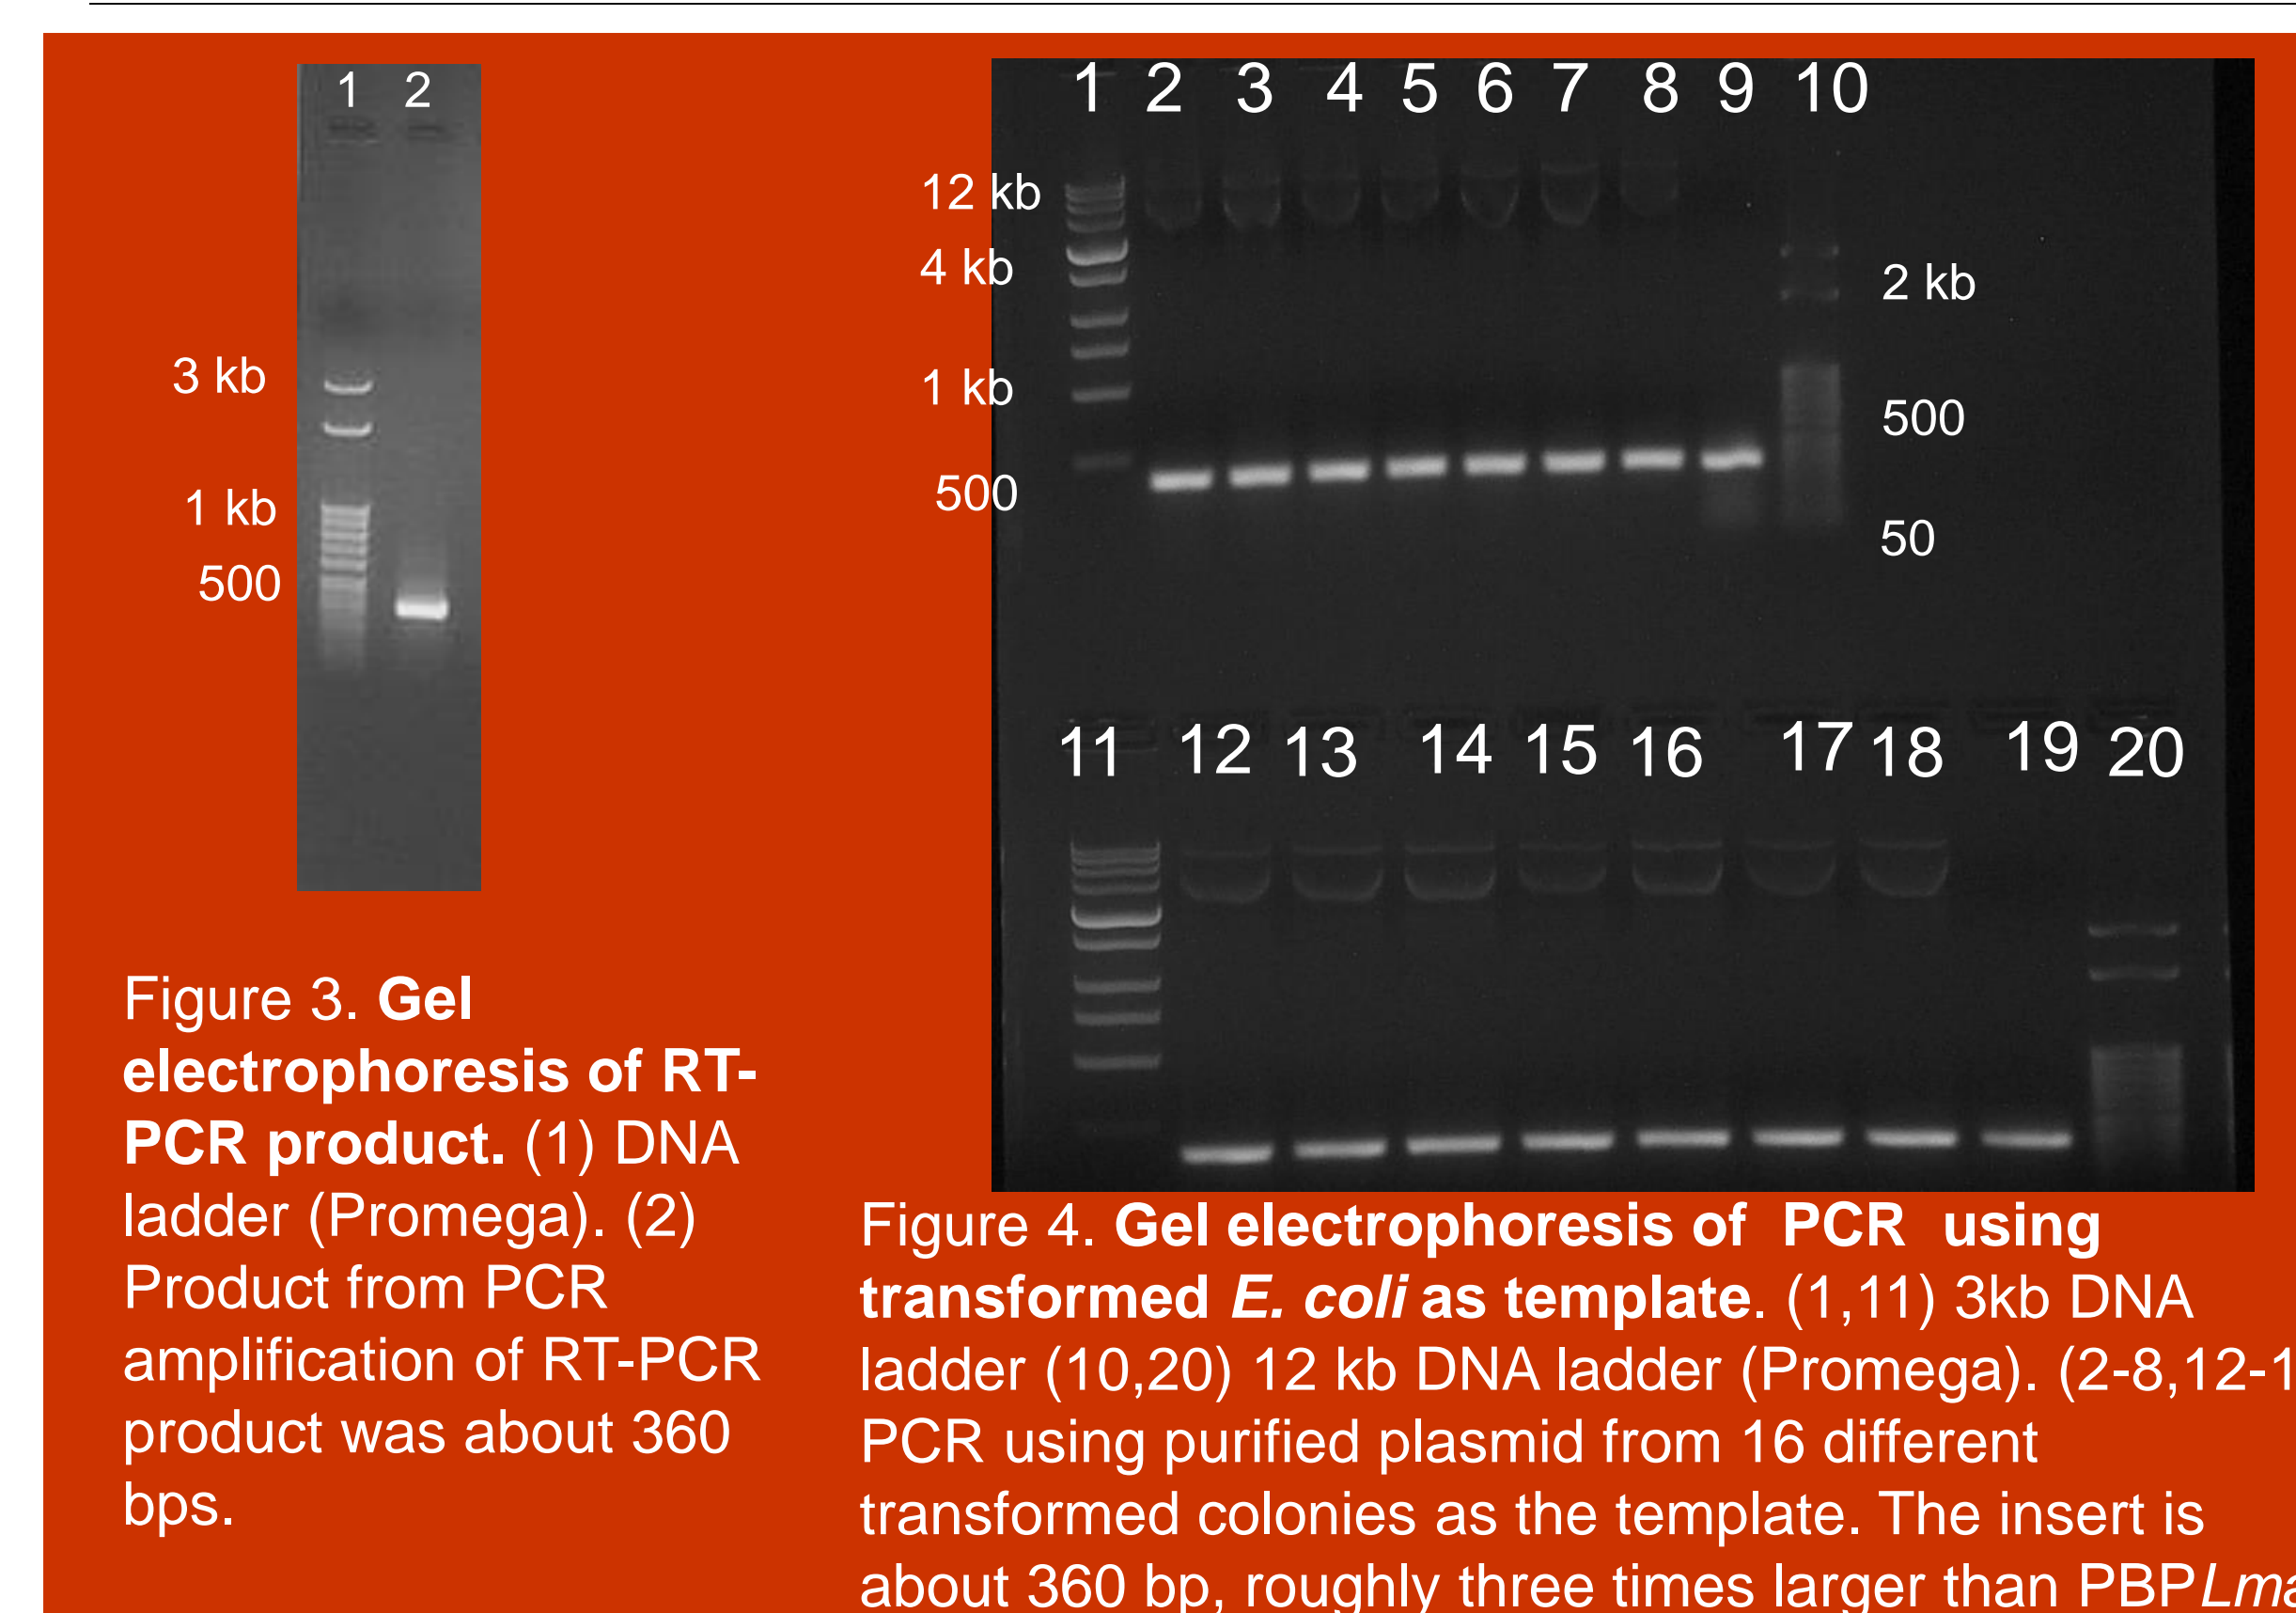 1 2
3 kb
1 kb
500
Figure 3. Gel
electrophoresis of RT-
PCR product. (1) DNA
ladder (Promega). (2)
Product from PCR
amplification of RT-PCR
product was about 360
bps.
1 2 3 4 5 6 7 8 9 10
12 kb
4 kb
1 kb
500
2 kb
500
50
11 12 13 14 15 16 17 18 19 20
Figure 4. Gel electrophoresis of PCR using
transformed E. coli as template. (1,11) 3kb DNA
ladder (10,20) 12 kb DNA ladder (Promega). (2-8,12-1
PCR using purified plasmid from 16 different
transformed colonies as the template. The insert is
about 360 bp, roughly three times larger than PBPLma